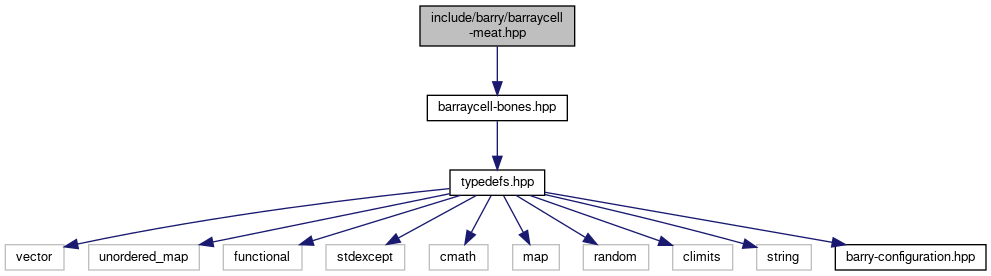 include/barry/barraycell
-meat.hpp
barraycell-bones.hpp
typedefs.hpp
vector
unordered_map
functional
stdexcept
cmath
map
random
climits
string
barry-configuration.hpp